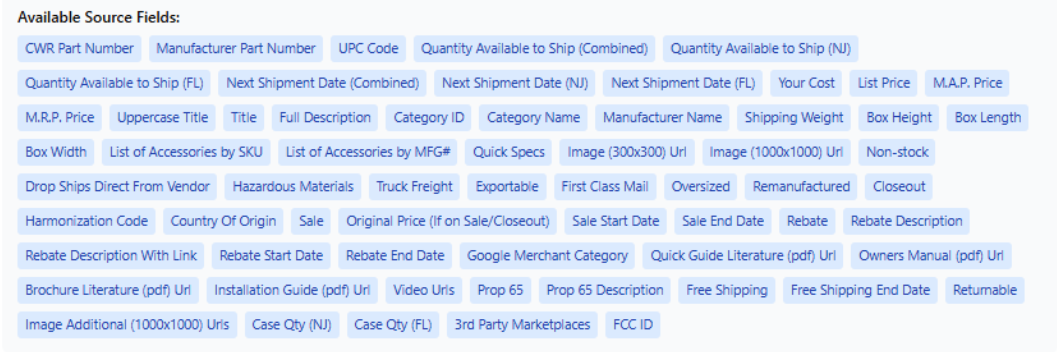 Available Source Fields:
CWR Part Number Manufacturer Part Number UPC Code Quantity Available to Ship (Combined) Quantity Available to Ship (NJ)
Quantity Available to Ship (FL) Next Shipment Date (Combined) Next Shipment Date (NJ) Next Shipment Date (FL) Your Cost List Price M.A.P. Price
M.R.P. Price Uppercase Title Title Full Description Category ID Category Name Manufacturer Name Shipping Weight Box Height Box Length
Box Width List of Accessories by SKU List of Accessories by MFG# Quick Specs Image (300x300) Url Image (1000x1000) Url Non-stock
Drop Ships Direct From Vendor Hazardous Materials Truck Freight Exportable First Class Mail Oversized Remanufactured Closeout
Harmonization Code Country Of Origin Sale Original Price (If on Sale/Closeout) Sale Start Date Sale End Date Rebate Rebate Description
Rebate Description With Link Rebate Start Date Rebate End Date Google Merchant Category Quick Guide Literature (pdf) Url Owners Manual (pdf) Url
Brochure Literature (pdf) Url Installation Guide (pdf) Url Video Urls Prop 65 Prop 65 Description Free Shipping Free Shipping End Date Returnable
Image Additional (1000x1000) Urls Case Qty (NJ) Case Qty (FL) 3rd Party Marketplaces FCC ID